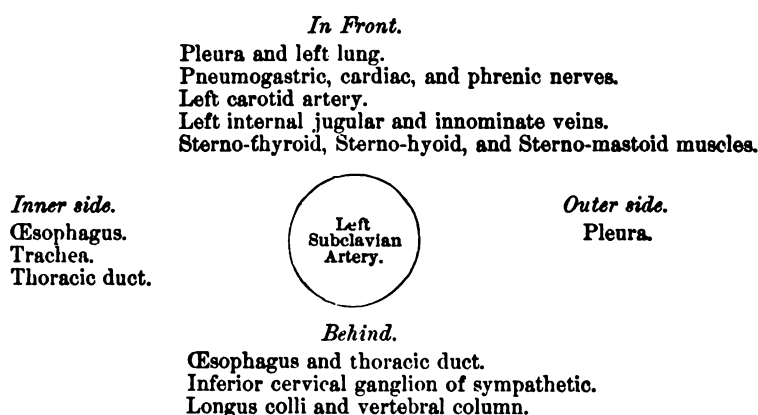 In Front.
Pleura and left lung.
Pneumogastric, cardiac, and phrenic nerves.
Left carotid artery.
Left internal jugular and innominate veins.
Sterno-thyroid, Sterno-hyoid, and Sterno-mastoid muscles.
Inner side.
Œsophagus.
Trachea.
Thoracic duct.
Left
Subclavian
Artery.
Outer side.
Pleura.
Behind.
Œsophagus and thoracic duct.
Inferior cervical ganglion of sympathetic.
Longus colli and vertebral column.